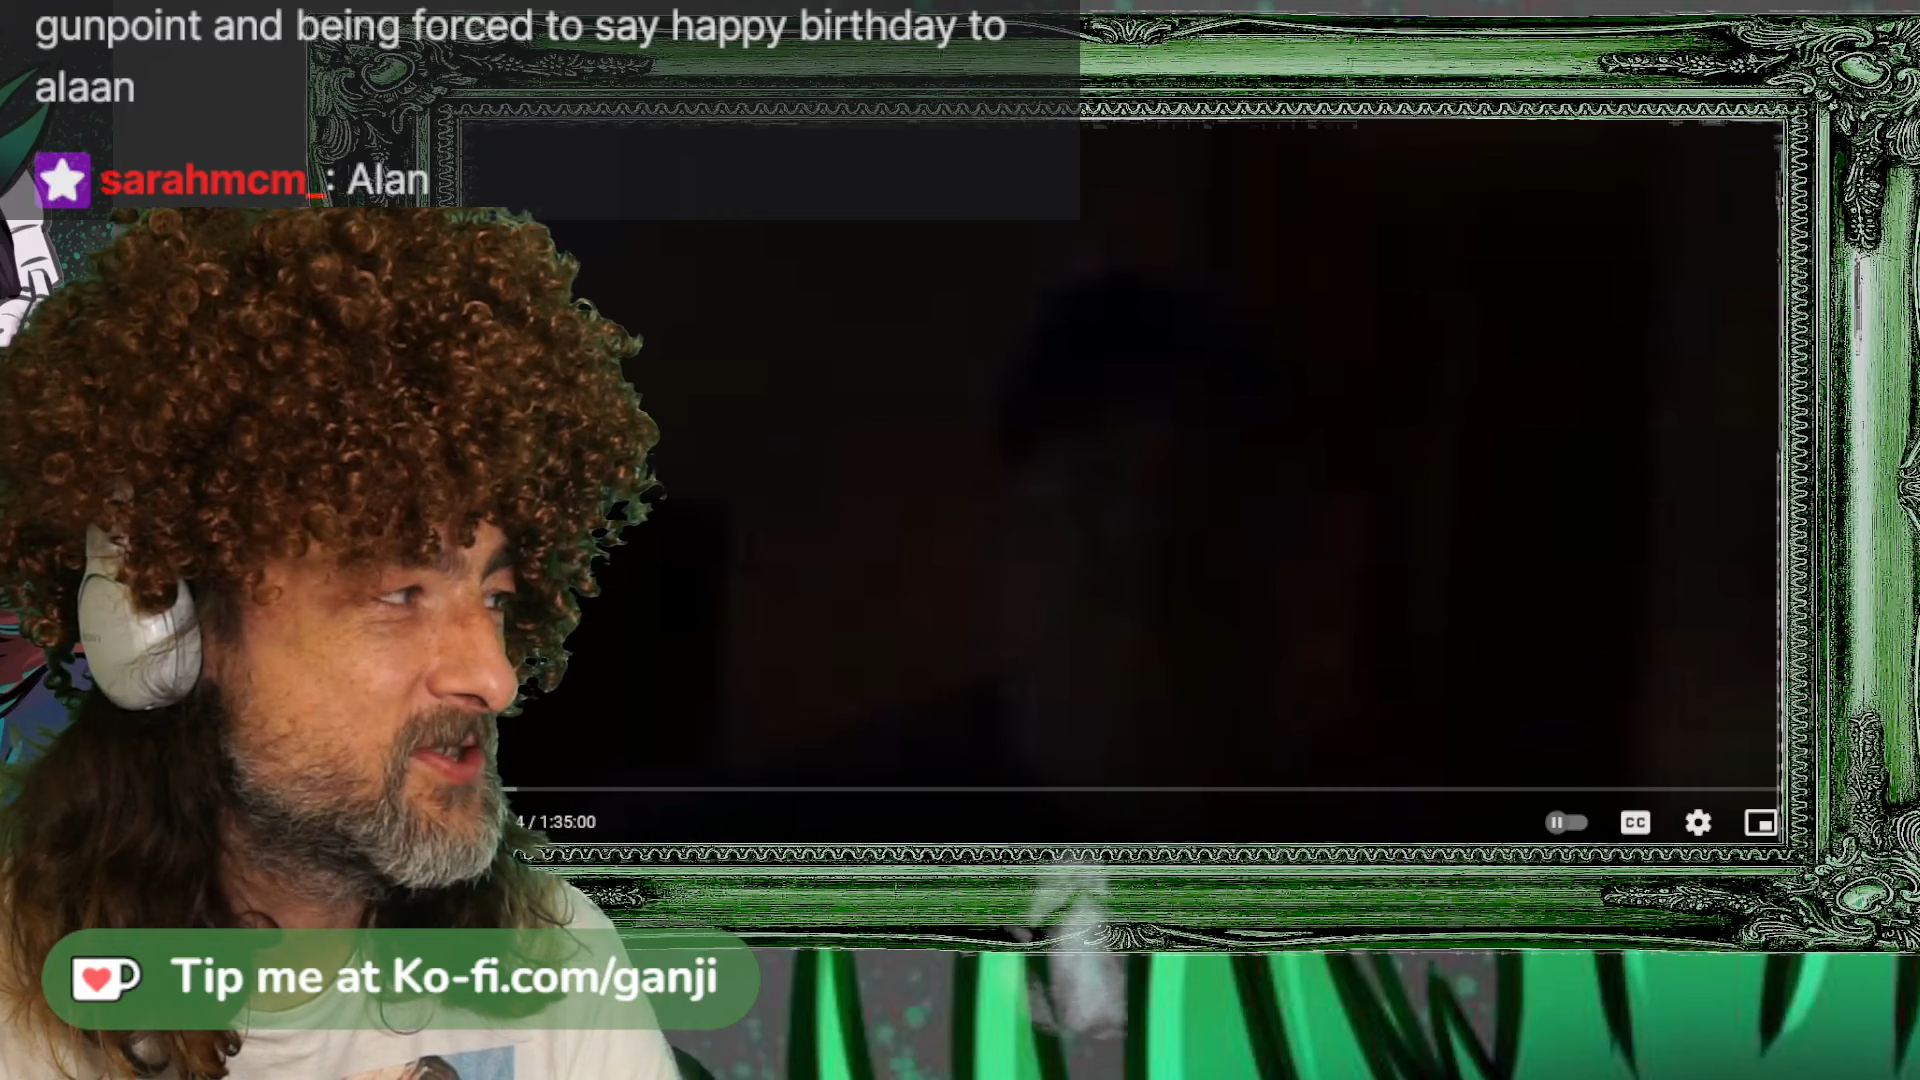 gunpoint and being forced to say happy birthday to
alaan
sarahmcm_: Alan
4 / 1:35:00
CC
Tip me at Ko-fi.com/ganji